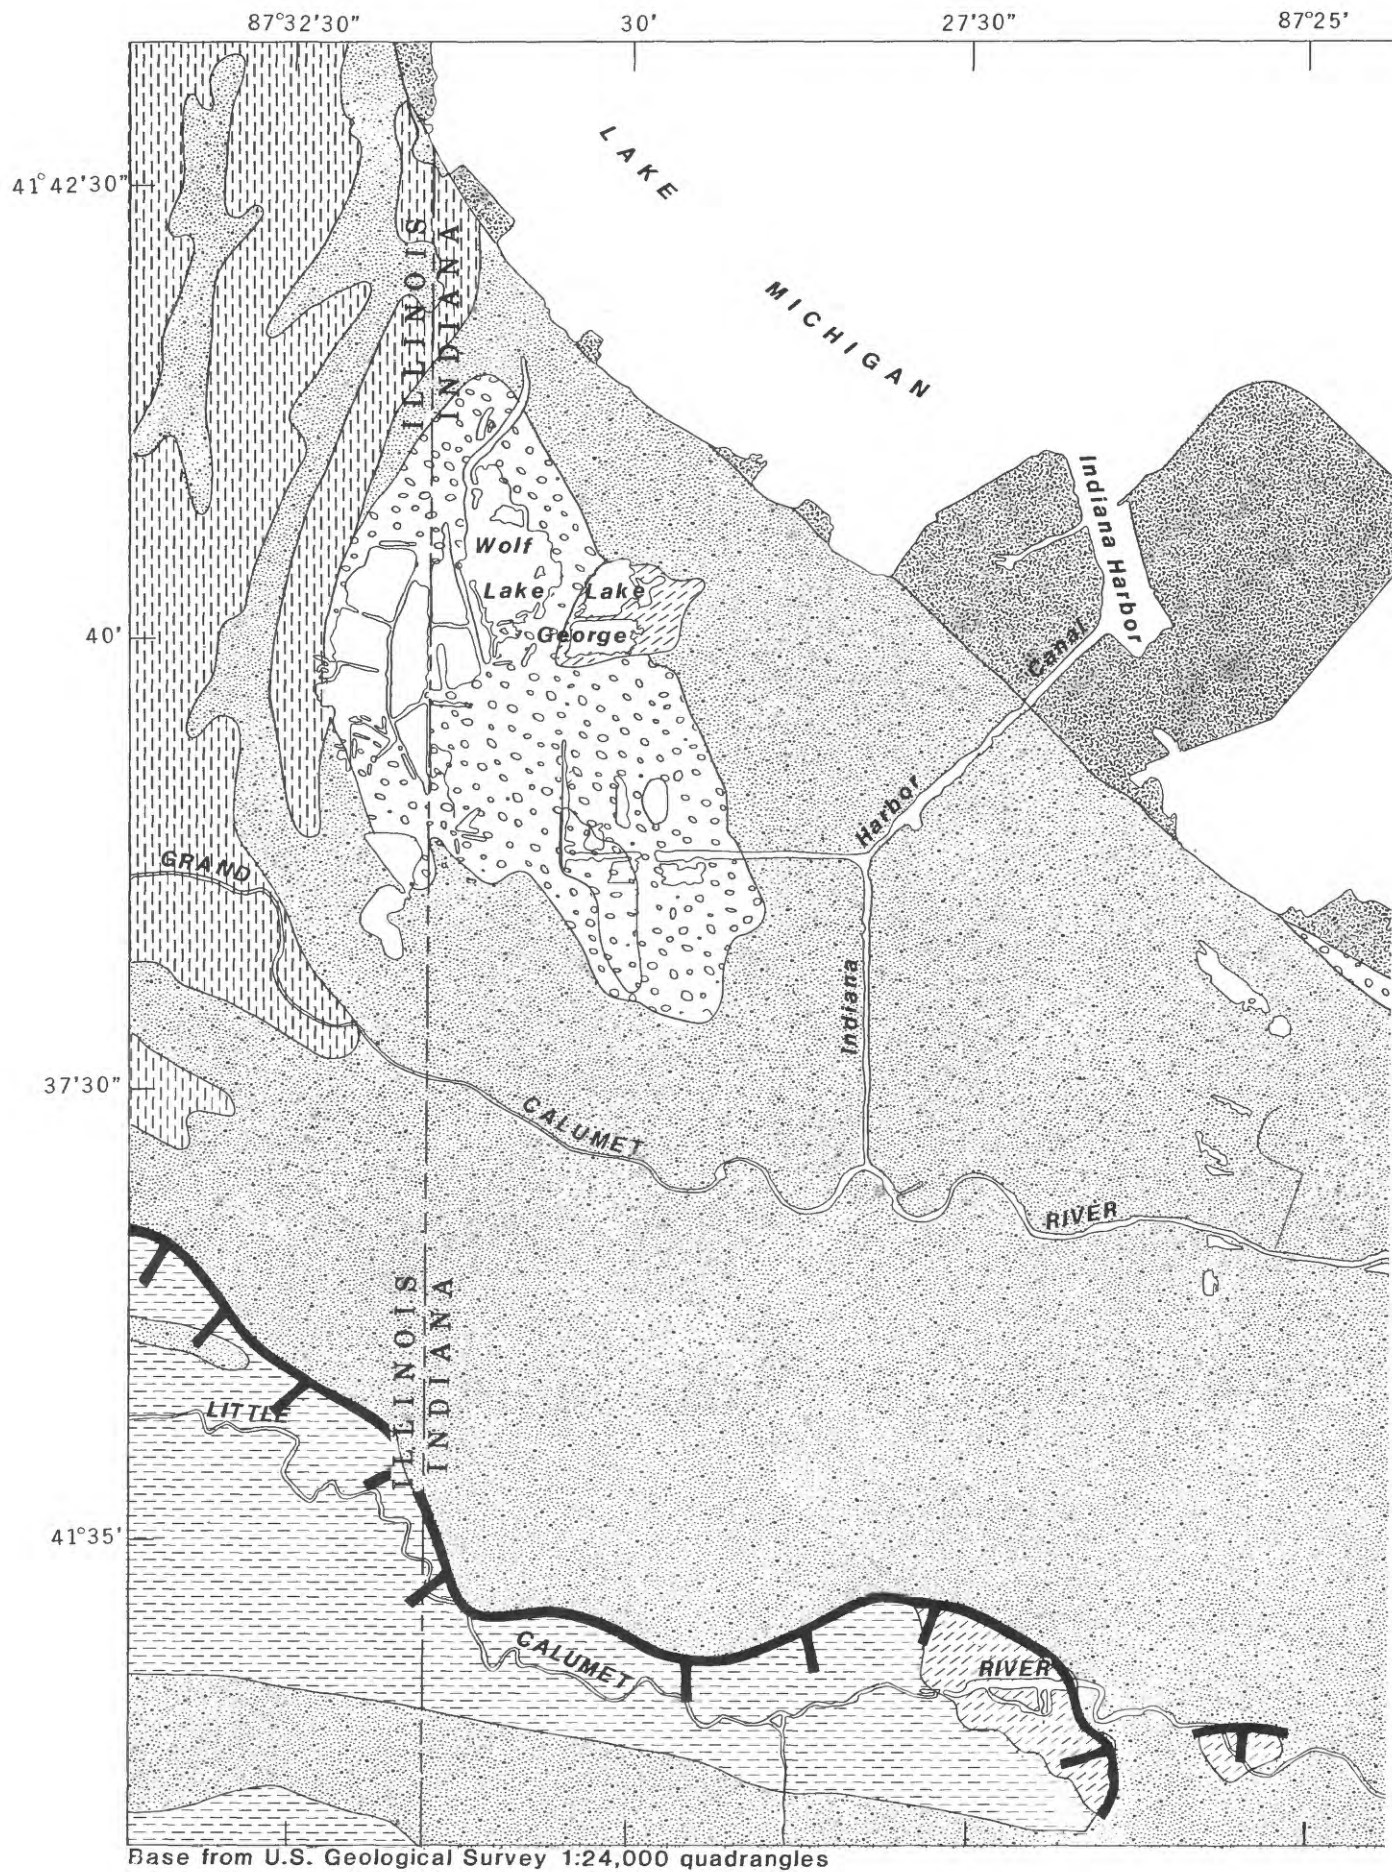 87°32'30" 30' 27'30" 87°25'
LAKE
41°42'30"
ILLINOIS
INDIANA
MICHIGAN
Indiana Harbor
Wolf
Lake
Lake
George
40'
Canal
Harbor
GRAND
Indiana
37'30"
CALUMET
RIVER
ILLINOIS
INDIANA
LITTLE
41°35'
CALUMET
RIVER
Base from U.S. Geological Survey 1:24,000 quadrangles